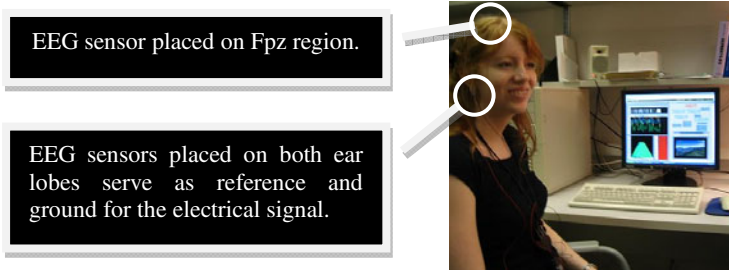 EEG sensor placed on Fpz region.
EEG sensors placed on both ear
lobes serve as reference and
ground for the electrical signal.